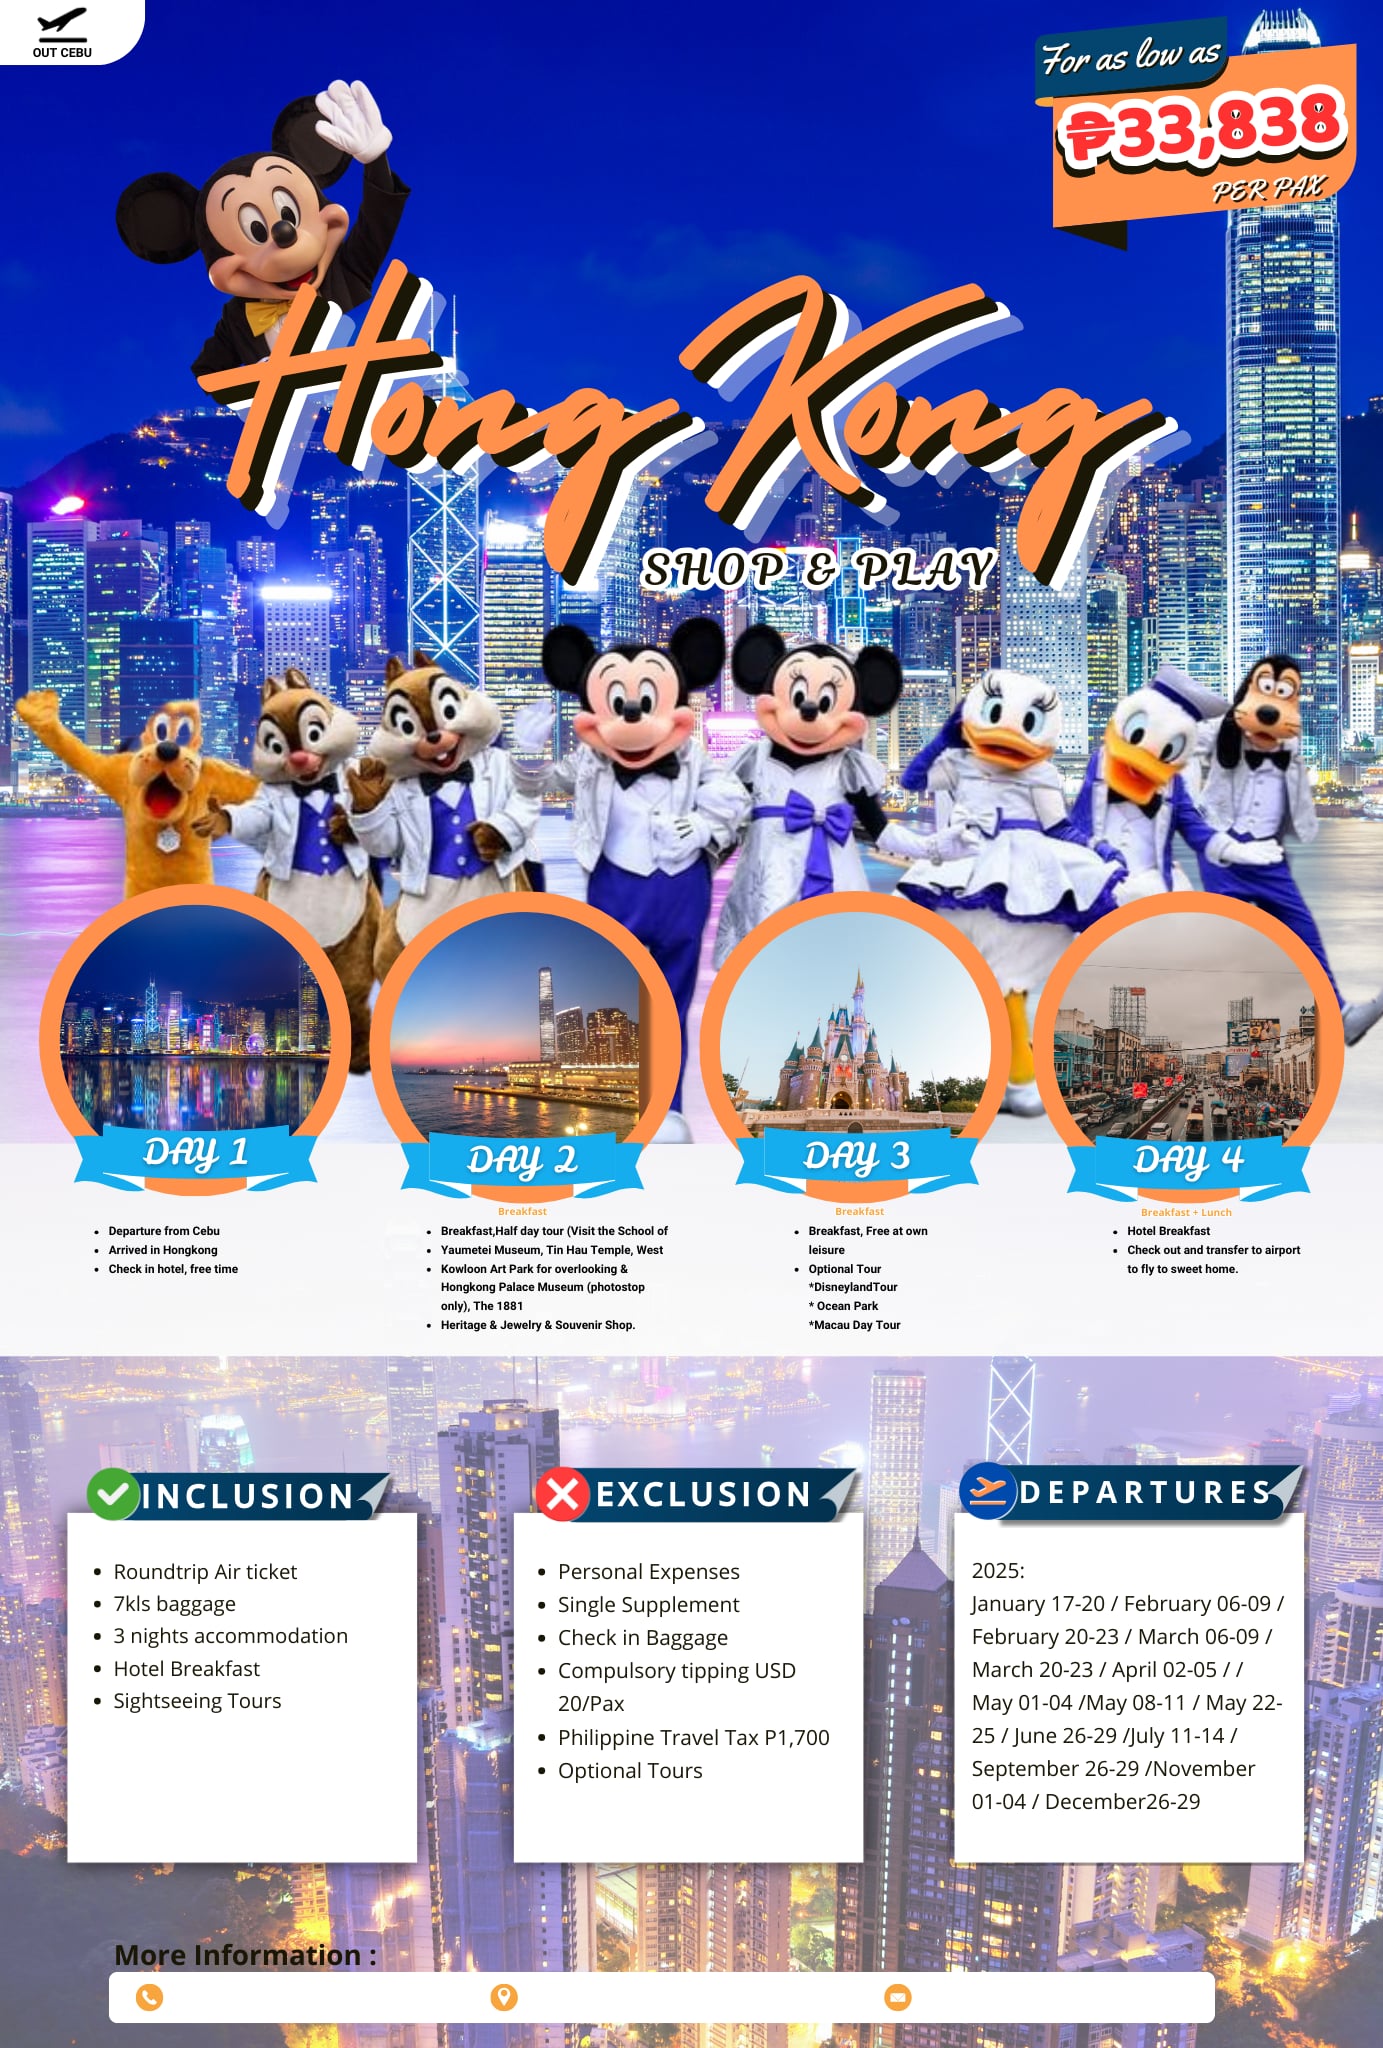 OUT CEBU
For as low as
₱33,838
PER PAX
Hong Kong
SHOP & PLAY
DAY 1
• Departure from Cebu
• Arrived in Hongkong
• Check in hotel, free time
DAY 2
Breakfast
• Breakfast,Half day tour (Visit the School of
• Yaumetei Museum, Tin Hau Temple, West
• Kowloon Art Park for overlooking &
Hongkong Palace Museum (photostop
only), The 1881
• Heritage & Jewelry & Souvenir Shop.
DAY 3
Breakfast
• Breakfast, Free at own
leisure
• Optional Tour
*DisneylandTour
* Ocean Park
*Macau Day Tour
DAY 4
Breakfast + Lunch
• Hotel Breakfast
• Check out and transfer to airport
to fly to sweet home.
INCLUSION
• Roundtrip Air ticket
• 7kls baggage
• 3 nights accommodation
• Hotel Breakfast
• Sightseeing Tours
EXCLUSION
• Personal Expenses
• Single Supplement
• Check in Baggage
• Compulsory tipping USD
20/Pax
• Philippine Travel Tax P1,700
• Optional Tours
DEPARTURES
2025:
January 17-20 / February 06-09 /
February 20-23 / March 06-09 /
March 20-23 / April 02-05 / /
May 01-04 /May 08-11 / May 22-
25 / June 26-29 /July 11-14 /
September 26-29 /November
01-04 / December26-29
More Information :